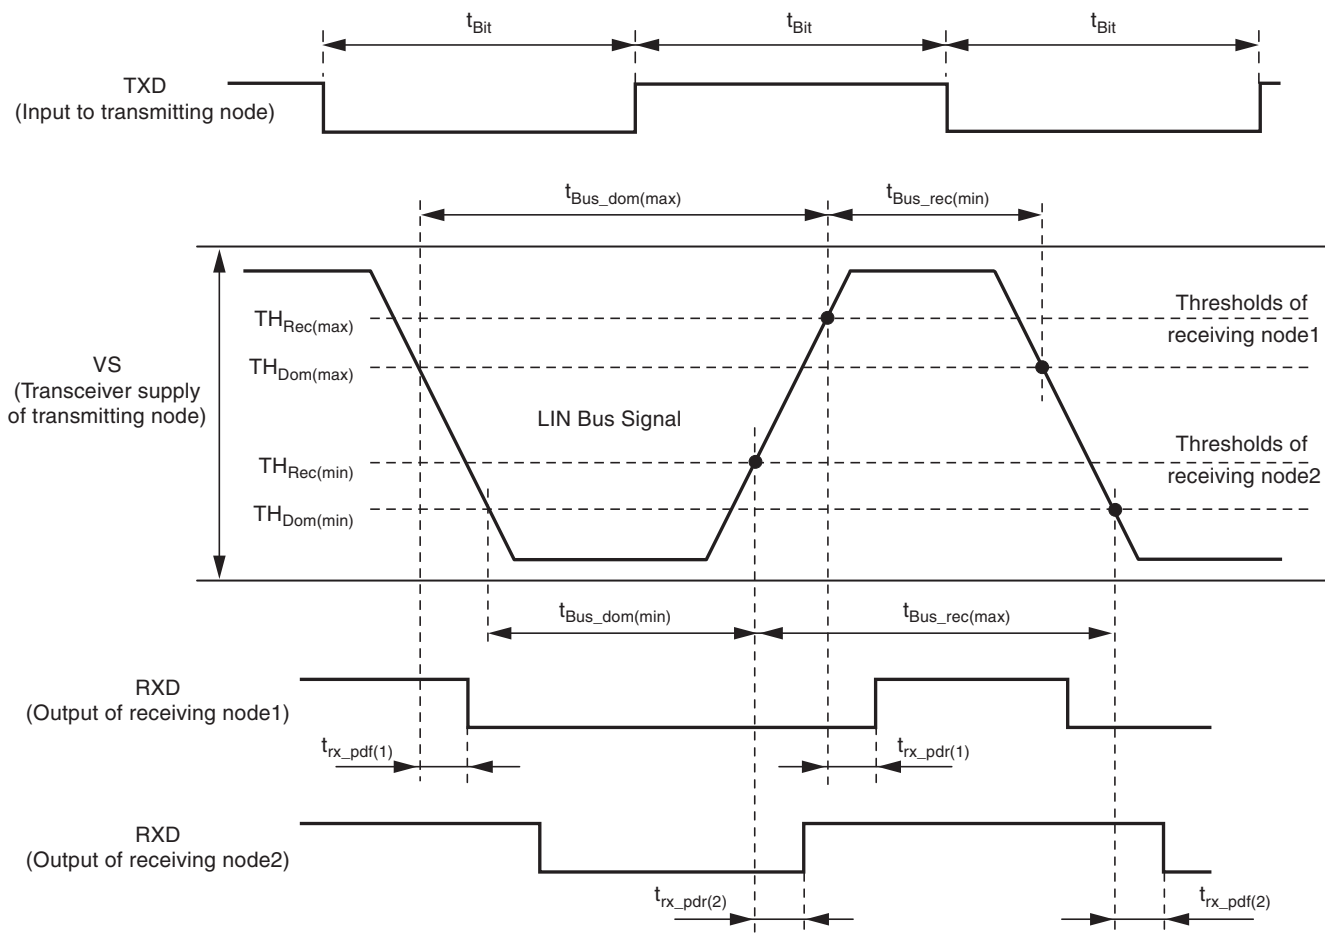 tBit
tBit
tBit
TXD
(Input to transmitting node)
tBus_dom(max)
tBus_rec(min)
THRec(max)
Thresholds of
receiving node1
VS
(Transceiver supply
of transmitting node)
THDom(max)
LIN Bus Signal
THRec(min)
Thresholds of
receiving node2
THDom(min)
tBus_dom(min)
tBus_rec(max)
RXD
(Output of receiving node1)
trx_pdf(1)
trx_pdr(1)
RXD
(Output of receiving node2)
trx_pdr(2)
trx_pdf(2)